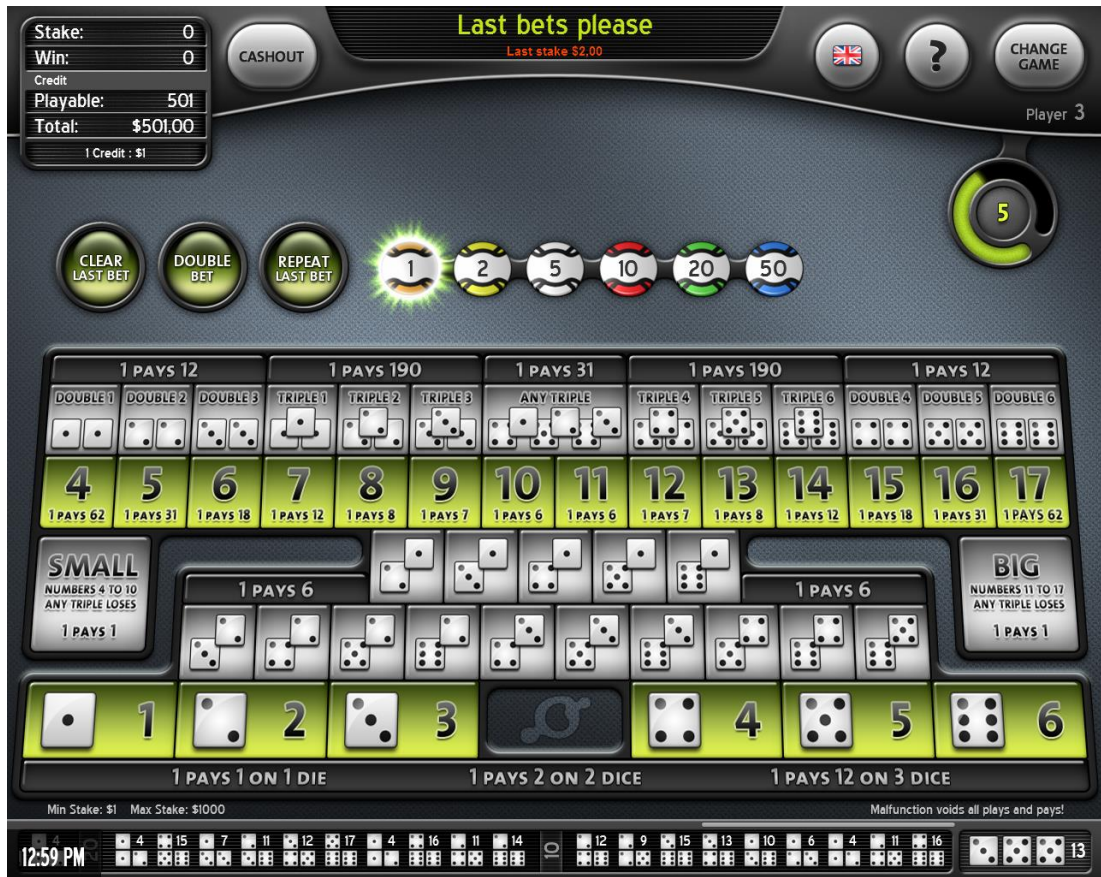 Last bets please
Last stake $2,00
Stake: 0
Win: 0
Credit
Playable: 501
Total: $501,00
1 Credit : $1
CASHOUT
?
CHANGE GAME
Player 3
5
CLEAR LAST BET
DOUBLE BET
REPEAT LAST BET
1 2 5 10 20 50
1 PAYS 12 1 PAYS 190 1 PAYS 31 1 PAYS 190 1 PAYS 12
DOUBLE 1 DOUBLE 2 DOUBLE 3 TRIPLE 1 TRIPLE 2 TRIPLE 3 ANY TRIPLE TRIPLE 4 TRIPLE 5 TRIPLE 6 DOUBLE 4 DOUBLE 5 DOUBLE 6
4 5 6 7 8 9 10 11 12 13 14 15 16 17
1 PAYS 62 1 PAYS 31 1 PAYS 18 1 PAYS 12 1 PAYS 8 1 PAYS 7 1 PAYS 6 1 PAYS 6 1 PAYS 7 1 PAYS 8 1 PAYS 12 1 PAYS 18 1 PAYS 31 1 PAYS 62
SMALL
NUMBERS 4 TO 10
ANY TRIPLE LOSES
1 PAYS 1
1 PAYS 6
1 PAYS 6
BIG
NUMBERS 11 TO 17
ANY TRIPLE LOSES
1 PAYS 1
1 2 3 4 5 6
1 PAYS 1 ON 1 DIE 1 PAYS 2 ON 2 DICE 1 PAYS 12 ON 3 DICE
Min Stake: $1 Max Stake: $1000
Malfunction voids all plays and pays!
4 20 4 15 7 11 12 17 4 16 11 14 10 12 9 15 13 10 6 4 11 16 13
12:59 PM